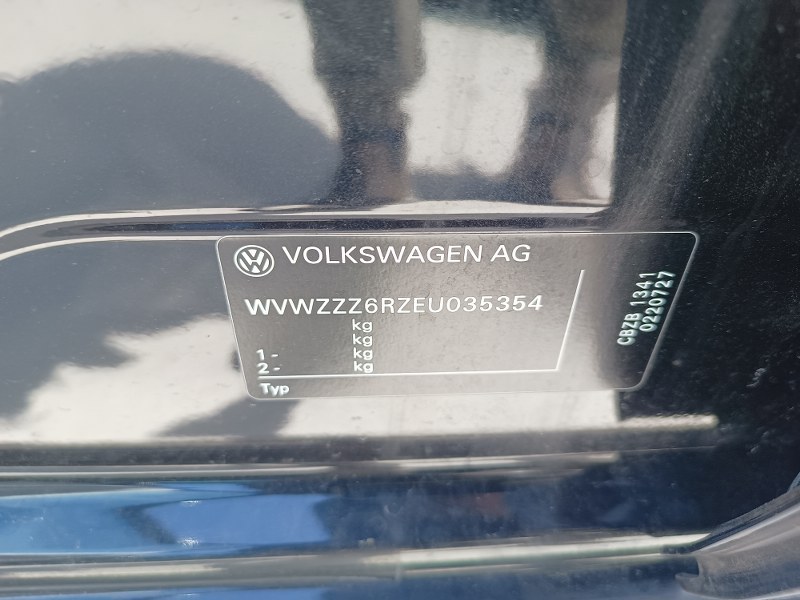 VOLKSWAGEN AG
WVWZZZ6RZEU035354
kg
kg
1 - kg
2 - kg
Typ
CBZB 1341
0220727